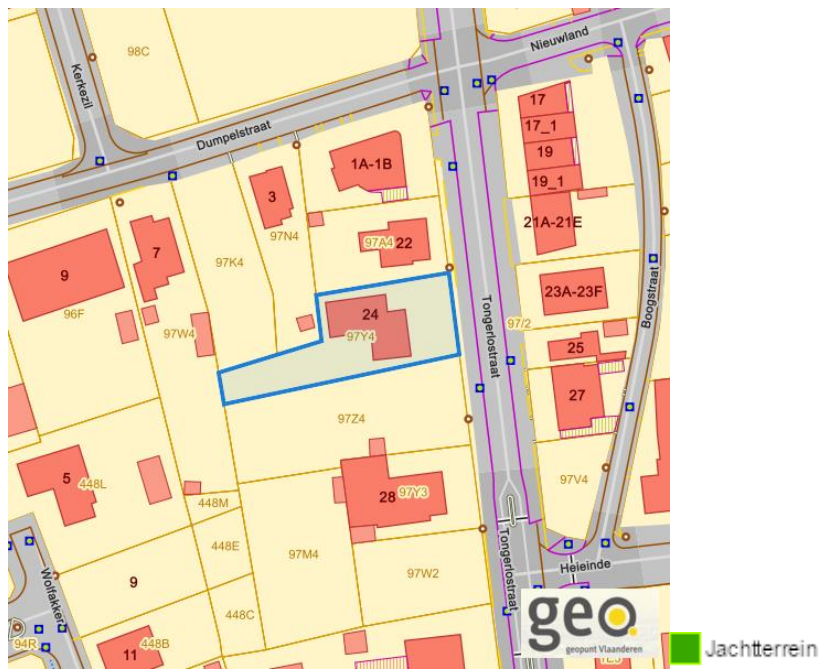 98C
Nieuwland
Kerkezijl
Dumpelstraat
17
17_1
19
19_1
1A-1B
3
97N4
21A-21E
97A4
22
7
9
96F
97K4
97W4
23A-23F
Boogstraat
Tongerlostraat
97/2
24
97Y4
25
27
97Z4
97V4
5
448L
448M
28
97Y3
448E
97M4
Tongerlostraat
Heieinde
9
97W2
Wolfakker
448C
94R
11
448B
geo
geopunt Vlaanderen
Jachtterrein